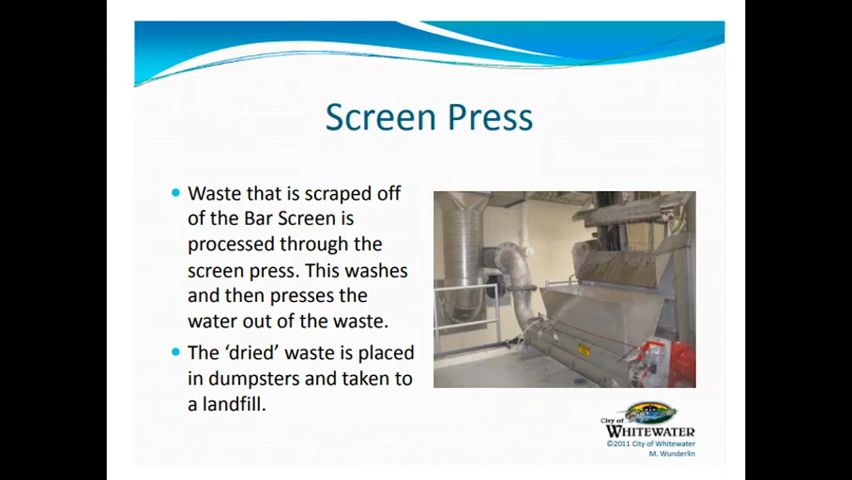 Screen Press
• Waste that is scraped off
of the Bar Screen is
processed through the
screen press. This washes
and then presses the
water out of the waste.
• The ‘dried’ waste is placed
in dumpsters and taken to
a landfill.
City of
WHITEWATER
©2011 City of Whitewater
M. Wunderlin